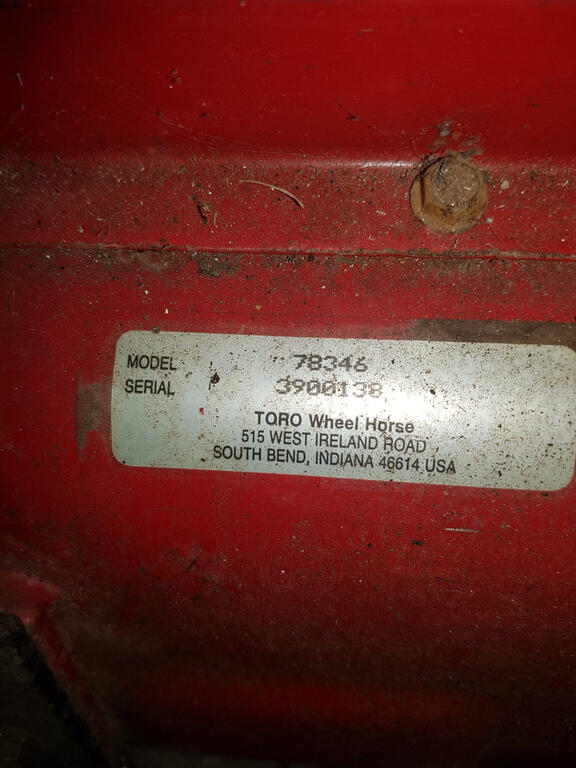 MODEL 78346
SERIAL 3900138
TORO Wheel Horse
515 WEST IRELAND ROAD
SOUTH BEND, INDIANA 46614 USA